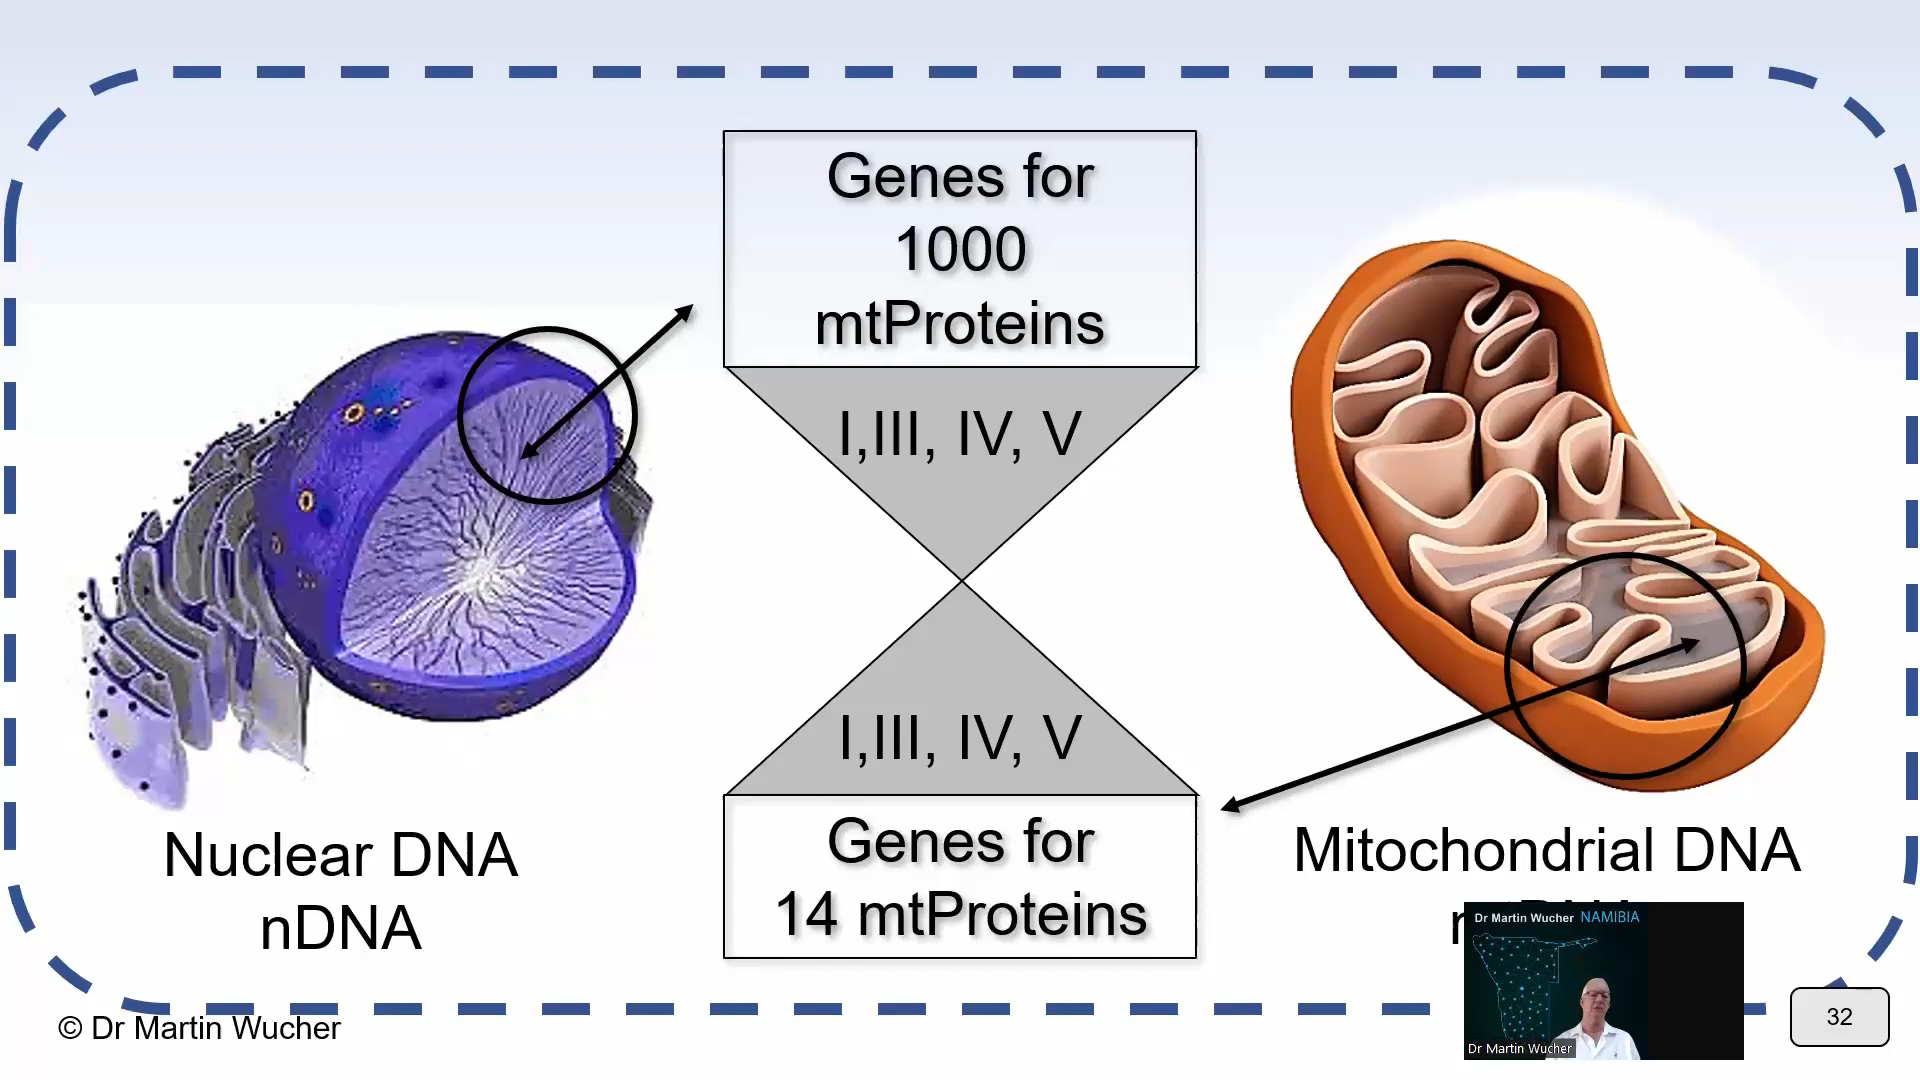 Genes for
1000
mtProteins
I,III, IV, V
I,III, IV, V
Genes for
14 mtProteins
Nuclear DNA
nDNA
Mitochondrial DNA
Dr Martin Wucher NAMIBIA
Dr Martin Wucher
© Dr Martin Wucher
32